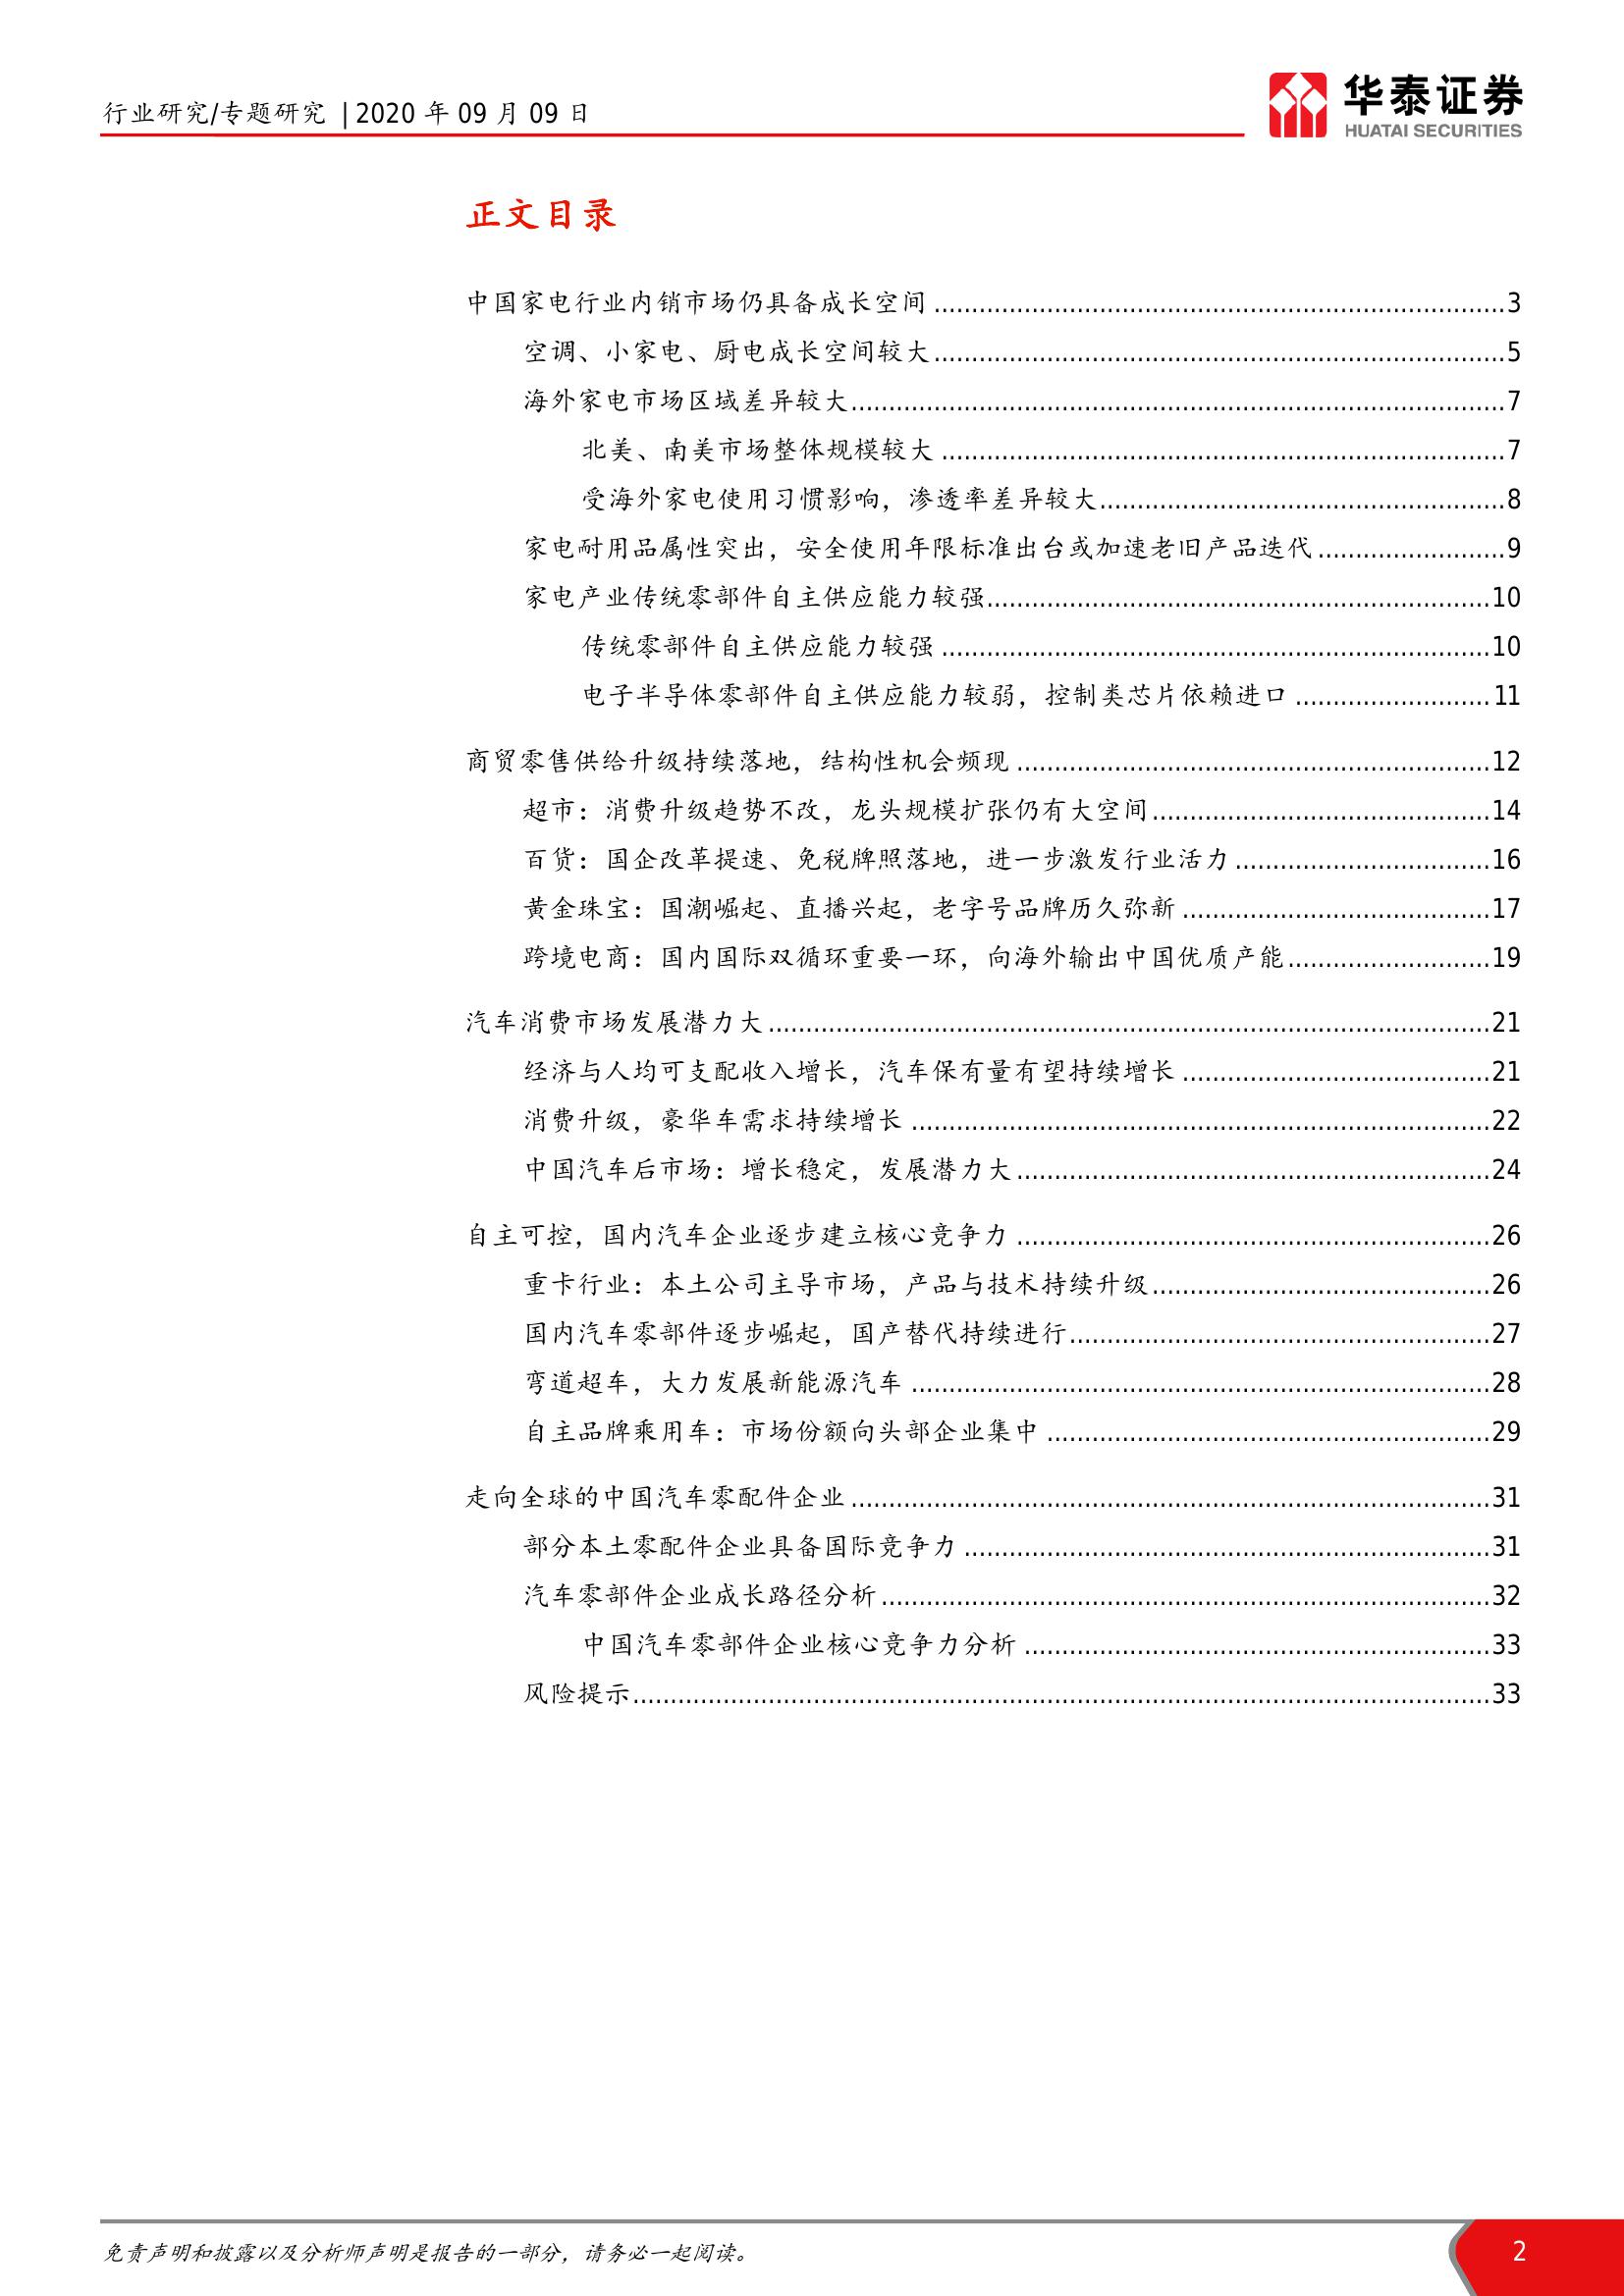 行业研究/专题研究 | 2020 年 09 月 09 日
华泰证券
HUATAI SECURITIES
正文目录
中国家电行业内销市场仍具备成长空间 ........ 3
空调、小家电、厨电成长空间较大 ........ 5
海外家电市场区域差异较大 ........ 7
北美、南美市场整体规模较大 ........ 7
受海外家电使用习惯影响，渗透率差异较大 ........ 8
家电耐用品属性突出，安全使用年限标准出台或加速老旧产品迭代 ........ 9
家电产业传统零部件自主供应能力较强 ........ 10
传统零部件自主供应能力较强 ........ 10
电子半导体零部件自主供应能力较弱，控制类芯片依赖进口 ........ 11
商贸零售供给升级持续落地，结构性机会频现 ........ 12
超市：消费升级趋势不改，龙头规模扩张仍有大空间 ........ 14
百货：国企改革提速、免税牌照落地，进一步激发行业活力 ........ 16
黄金珠宝：国潮崛起、直播兴起，老字号品牌历久弥新 ........ 17
跨境电商：国内国际双循环重要一环，向海外输出中国优质产能 ........ 19
汽车消费市场发展潜力大 ........ 21
经济与人均可支配收入增长，汽车保有量有望持续增长 ........ 21
消费升级，豪华车需求持续增长 ........ 22
中国汽车后市场：增长稳定，发展潜力大 ........ 24
自主可控，国内汽车企业逐步建立核心竞争力 ........ 26
重卡行业：本土公司主导市场，产品与技术持续升级 ........ 26
国内汽车零部件逐步崛起，国产替代持续进行 ........ 27
弯道超车，大力发展新能源汽车 ........ 28
自主品牌乘用车：市场份额向头部企业集中 ........ 29
走向全球的中国汽车零配件企业 ........ 31
部分本土零配件企业具备国际竞争力 ........ 31
汽车零部件企业成长路径分析 ........ 32
中国汽车零部件企业核心竞争力分析 ........ 33
风险提示 ........ 33
免责声明和披露以及分析师声明是报告的一部分，请务必一起阅读。
2